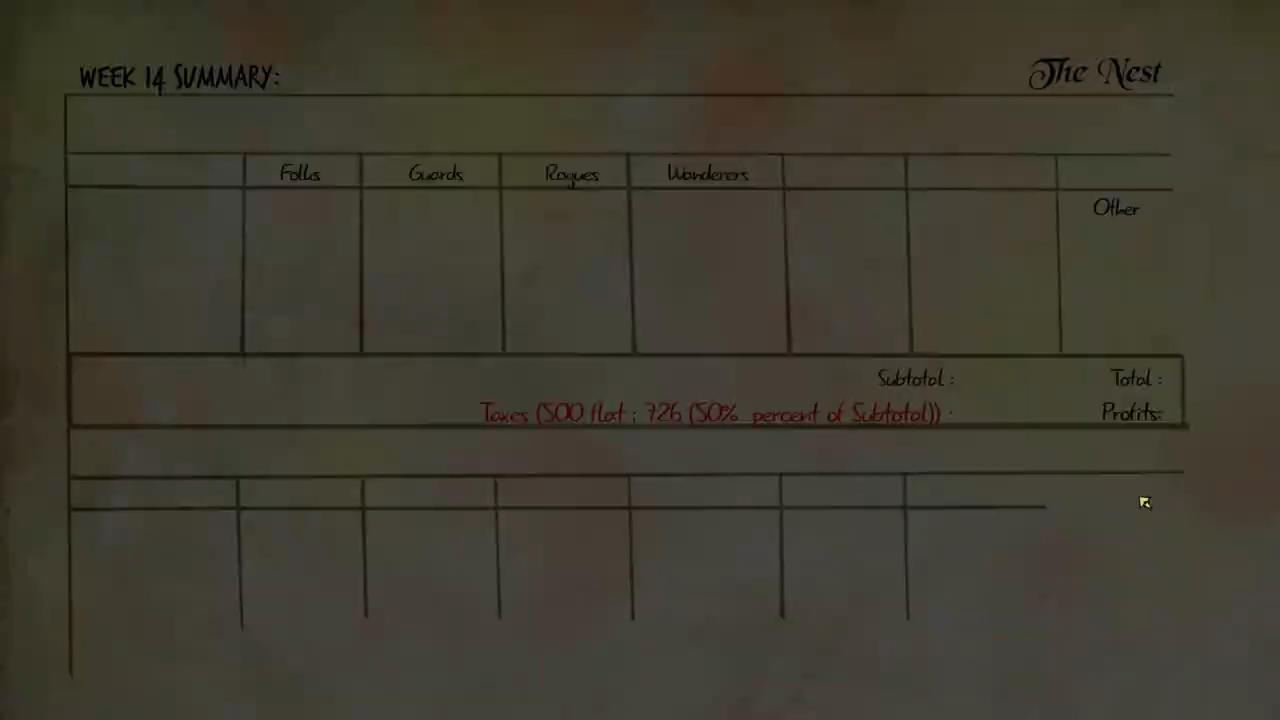 WEEK 14 SUMMARY:
The Nest
Folks Guards Rogues Wanderers
Other
Subtotal : Total :
Taxes (500 flat ; 726 (50% percent of Subtotal)) : Profits: